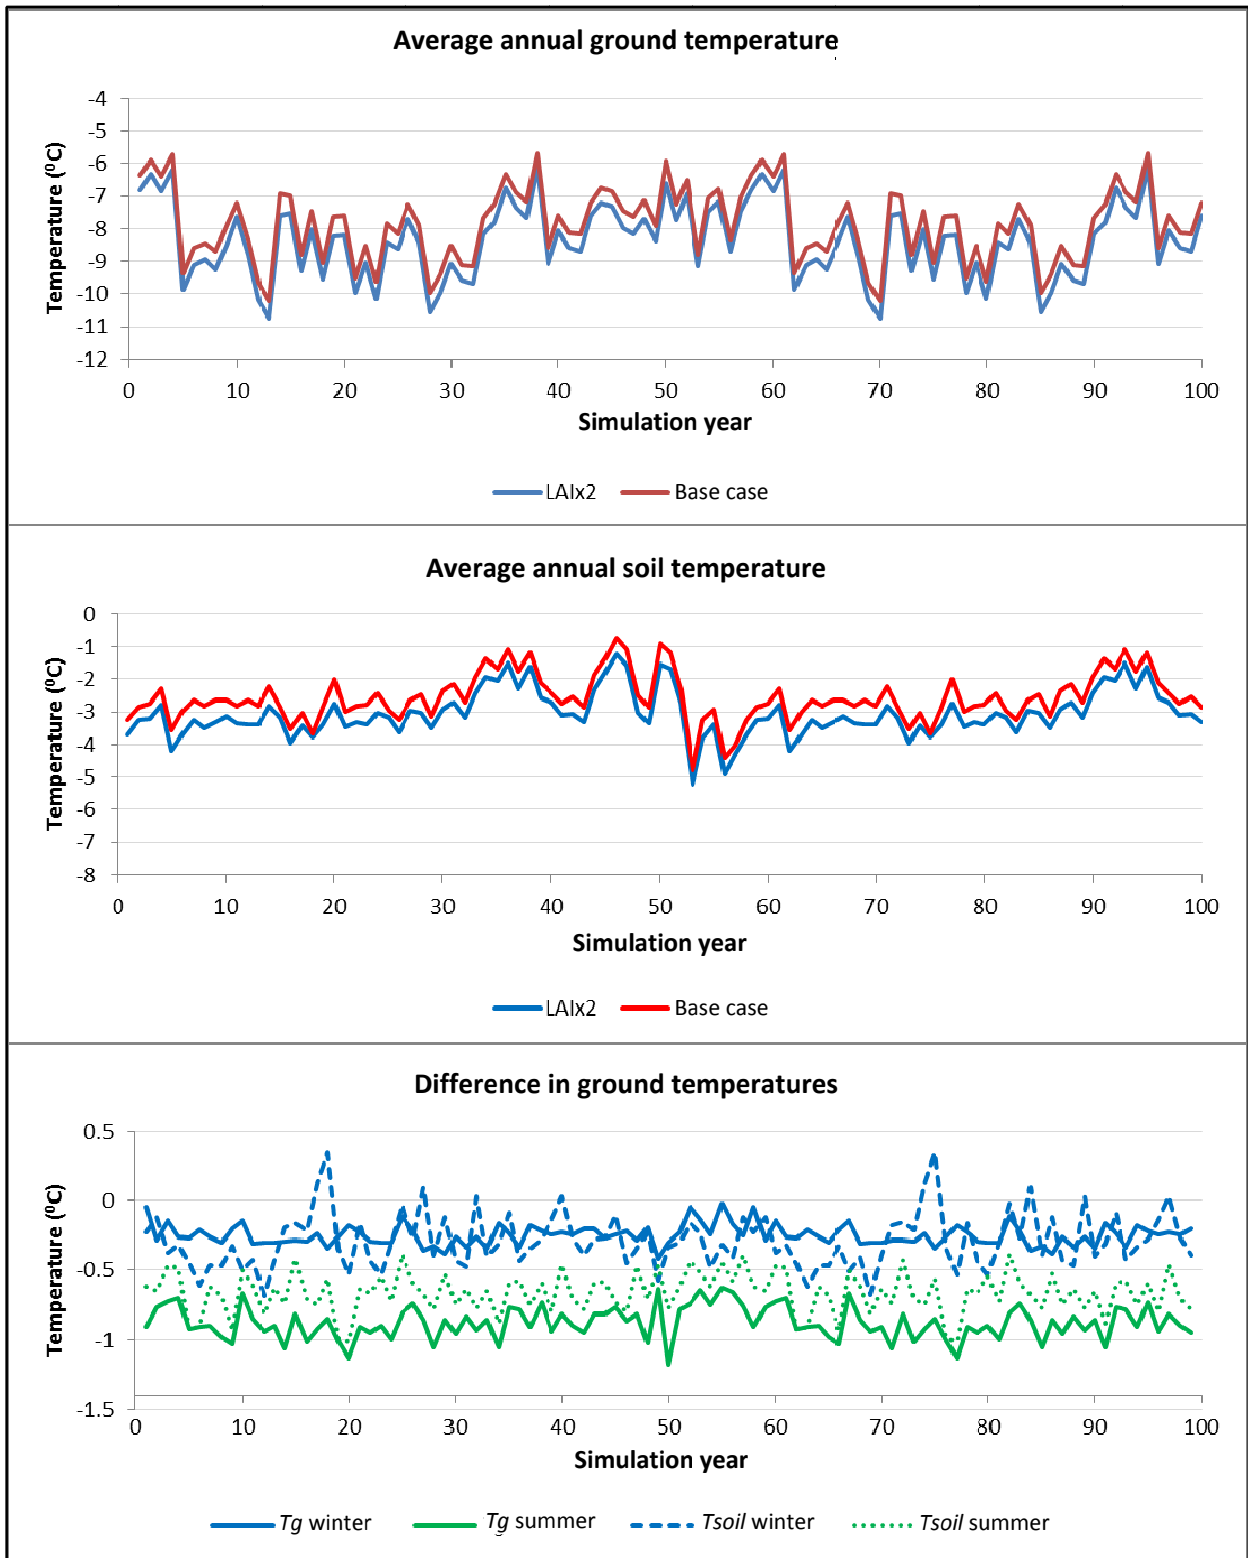 Average annual ground temperature
Temperature (⁰C)
-4
-5
-6
-7
-8
-9
-10
-11
-12
0 10 20 30 40 50 60 70 80 90 100
Simulation year
LAIx2 Base case
Average annual soil temperature
Temperature (⁰C)
0
-1
-2
-3
-4
-5
-6
-7
-8
0 10 20 30 40 50 60 70 80 90 100
Simulation year
LAIx2 Base case
Difference in ground temperatures
Temperature (⁰C)
0.5
0
-0.5
-1
-1.5
0 10 20 30 40 50 60 70 80 90 100
Simulation year
Tg winter Tg summer Tsoil winter Tsoil summer